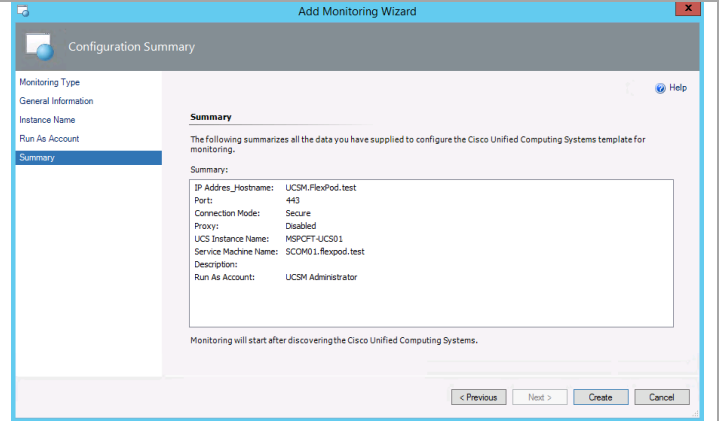 Add Monitoring Wizard
x
Configuration Summary
Monitoring Type
General Information
Instance Name
Run As Account
Summary
Help
Summary
The following summarizes all the data you have supplied to configure the Cisco Unified Computing Systems template for
monitoring.
Summary:
IP Addres_Hostname: UCSM.FlexPod.test
Port: 443
Connection Mode: Secure
Proxy: Disabled
UCS Instance Name: MSPCFT-UCS01
Service Machine Name: SCOM01.flexpod.test
Description:
Run As Account: UCSM Administrator
Monitoring will start after discovering the Cisco Unified Computing Systems.
< Previous Next > Create Cancel